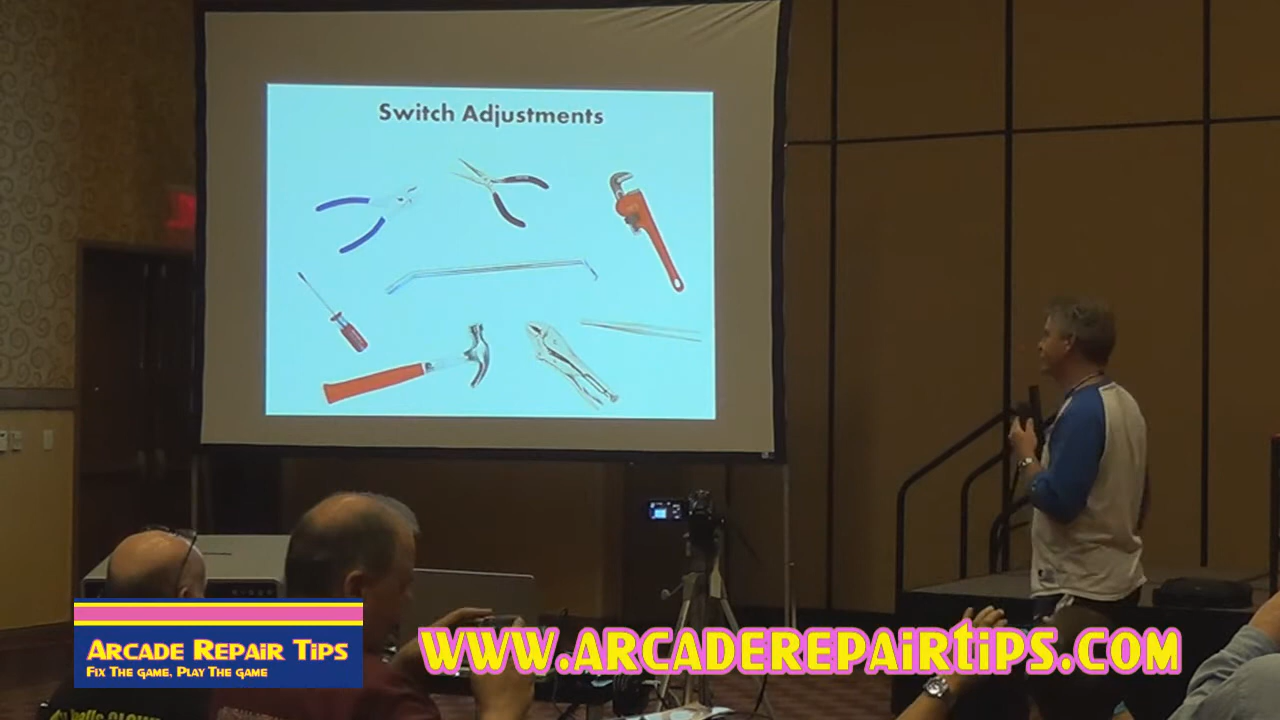 Switch Adjustments
Arcade Repair Tips
Fix The game, Play The game
www.arcaderepairtips.com